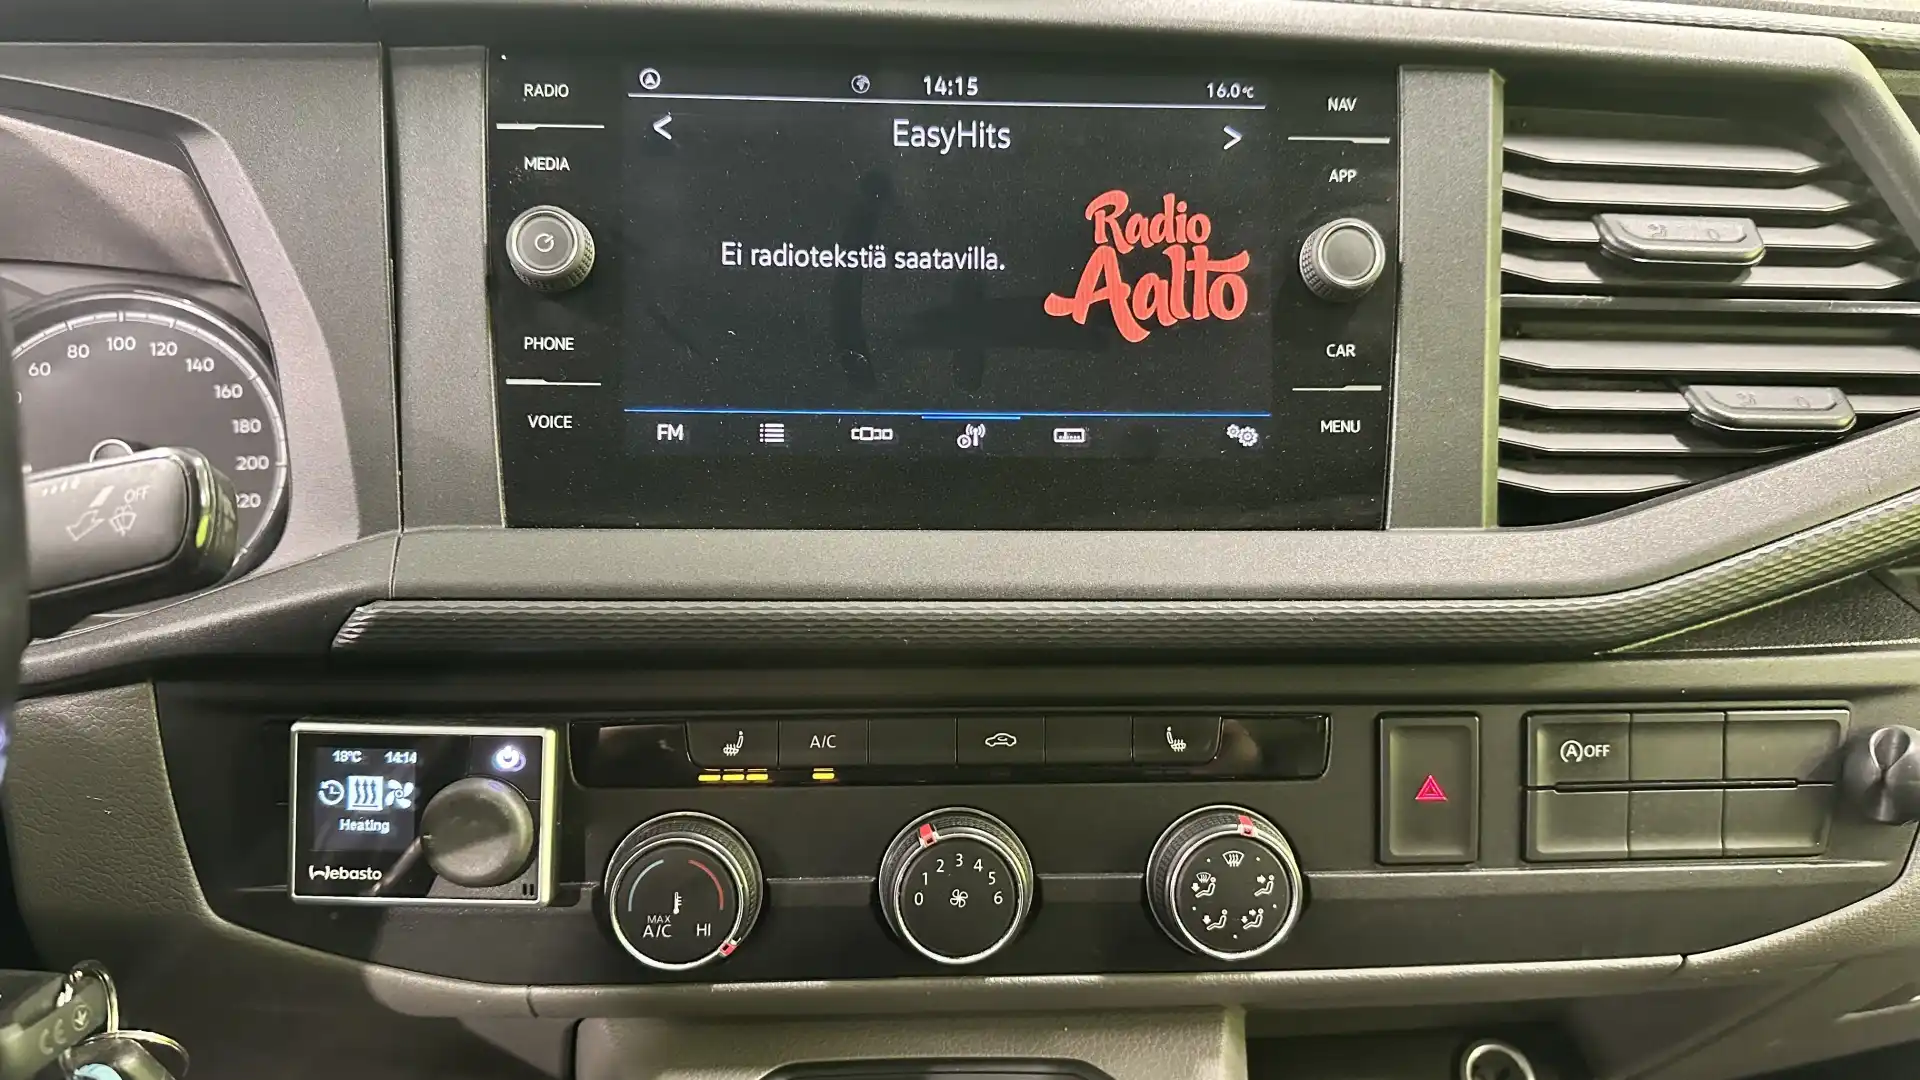 RADIO
MEDIA
PHONE
VOICE
14:15
16.0°C
<
EasyHits
>
Ei radiotekstiä saatavilla.
Radio
Aalto
FM
NAV
APP
CAR
MENU
60
80
100
120
140
160
180
200
220
OFF
18°C 14:14
Heating
Webasto
A/C
MAX
A/C
HI
0
1
2
3
4
5
6
A OFF
CE